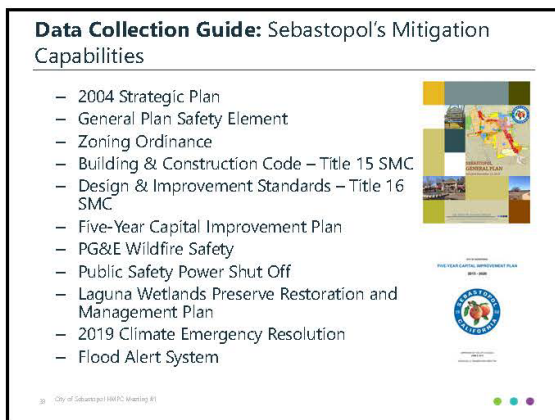 Data Collection Guide: Sebastopol's Mitigation
Capabilities
– 2004 Strategic Plan
– General Plan Safety Element
– Zoning Ordinance
– Building & Construction Code – Title 15 SMC
– Design & Improvement Standards – Title 16
SMC
– Five-Year Capital Improvement Plan
– PG&E Wildfire Safety
– Public Safety Power Shut Off
– Laguna Wetlands Preserve Restoration and
Management Plan
– 2019 Climate Emergency Resolution
– Flood Alert System
SEBASTOPOL
GENERAL PLAN
FIVE-YEAR CAPITAL IMPROVEMENT PLAN
SEBASTOPOL
CALIFORNIA
City of Sebastopol HMPC Meeting #1